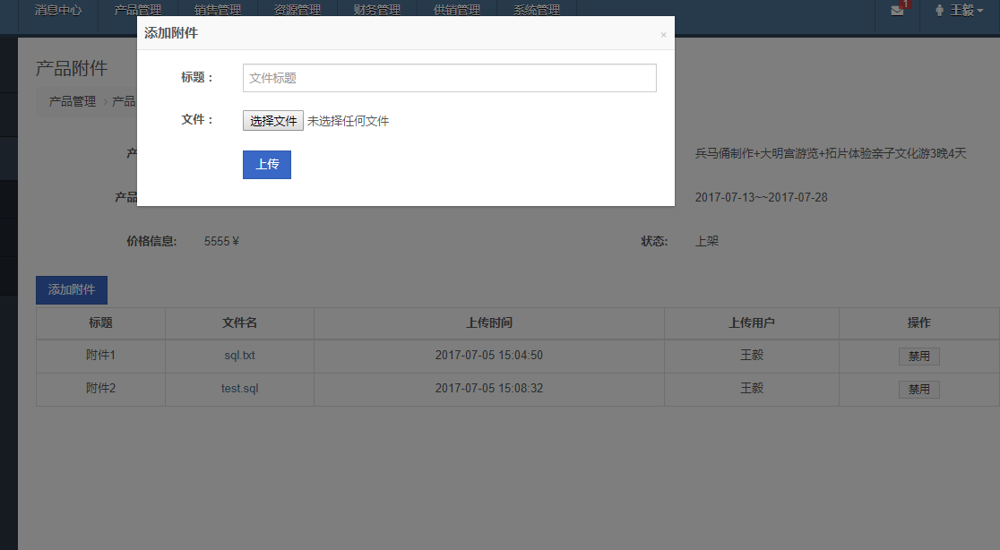 消息中心 产品管理 销售管理 资源管理 财务管理 供销管理 系统管理 1 王毅
添加附件 ×
产品附件
标题： 文件标题
产品管理 › 产品
文件： 选择文件 未选择任何文件
产 兵马俑制作+大明宫游览+拓片体验亲子文化游3晚4天
上传
产品 2017-07-13~~2017-07-28
价格信息: 5555 ¥ 状态: 上架
添加附件
标题 文件名 上传时间 上传用户 操作
附件1 sql.txt 2017-07-05 15:04:50 王毅 禁用
附件2 test.sql 2017-07-05 15:08:32 王毅 禁用